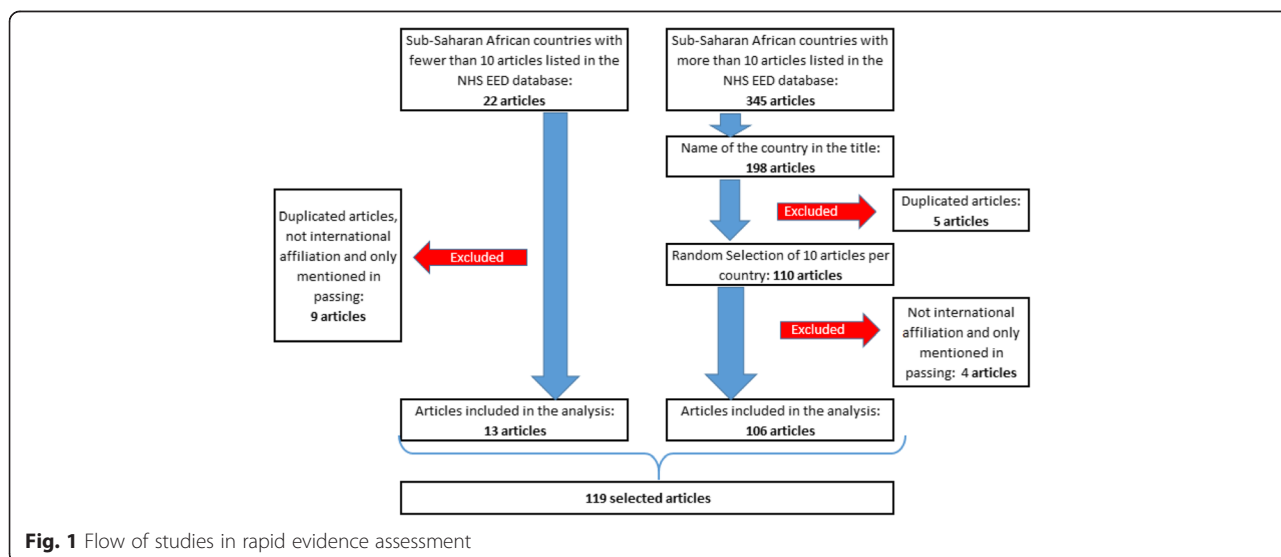 Sub-Saharan African countries with
fewer than 10 articles listed in the
NHS EED database:
22 articles
Sub-Saharan African countries with
more than 10 articles listed in the
NHS EED database:
345 articles
Name of the country in the title:
198 articles
Duplicated articles,
not international
affiliation and only
mentioned in
passing:
9 articles
Excluded
Excluded
Duplicated articles:
5 articles
Random Selection of 10 articles per
country: 110 articles
Excluded
Not international
affiliation and only
mentioned in
passing: 4 articles
Articles included in the analysis:
13 articles
Articles included in the analysis:
106 articles
119 selected articles
Fig. 1 Flow of studies in rapid evidence assessment